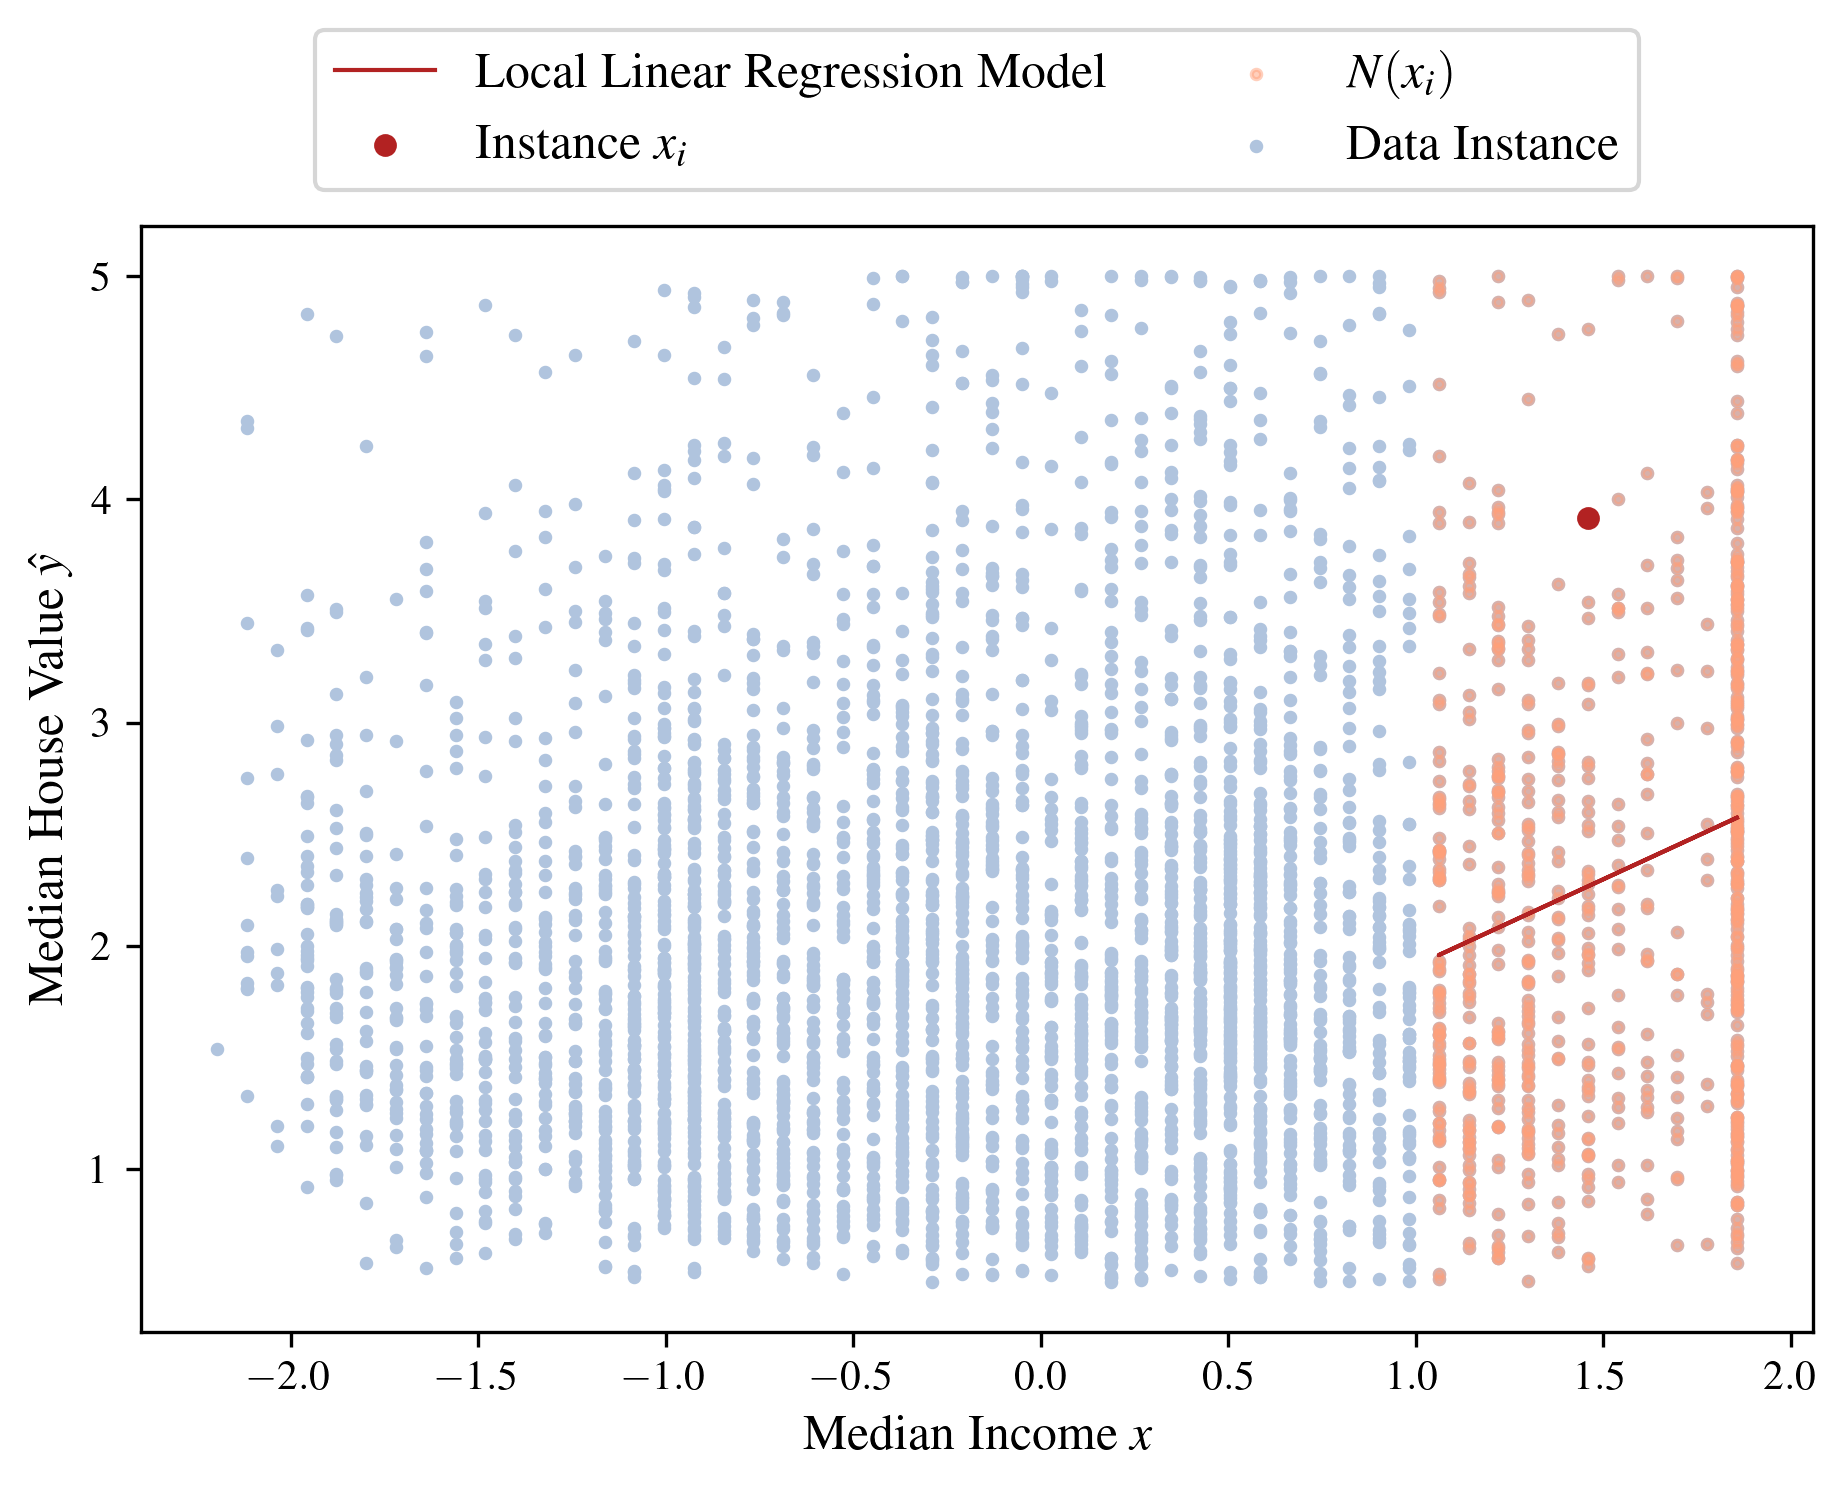 Local Linear Regression Model
Instance xᵢ
N(xᵢ)
Data Instance
Median House Value ŷ
5
4
3
2
1
−2.0 −1.5 −1.0 −0.5 0.0 0.5 1.0 1.5 2.0
Median Income x